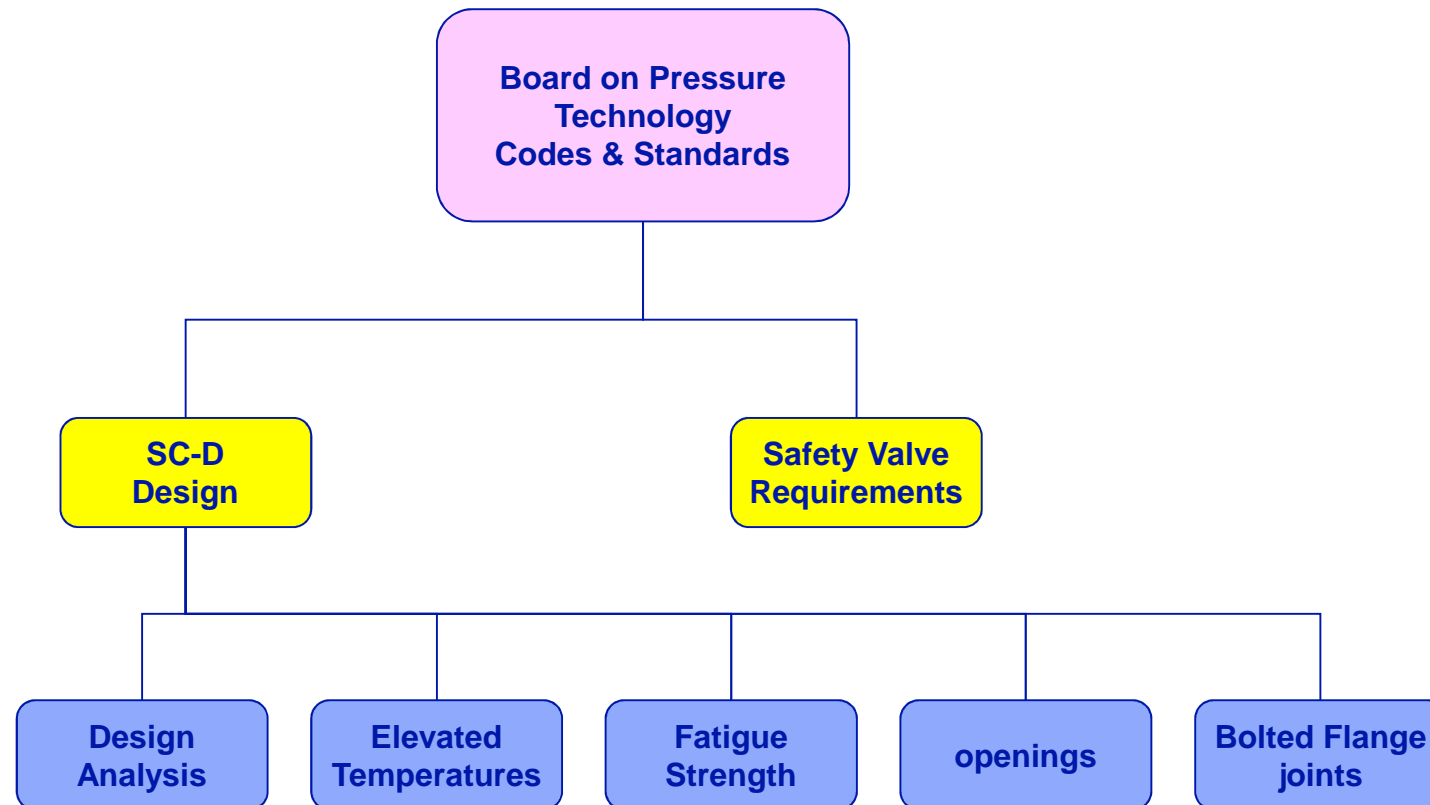 Board on Pressure
Technology
Codes & Standards
SC-D
Design
Safety Valve
Requirements
Design
Analysis
Elevated
Temperatures
Fatigue
Strength
openings
Bolted Flange
joints